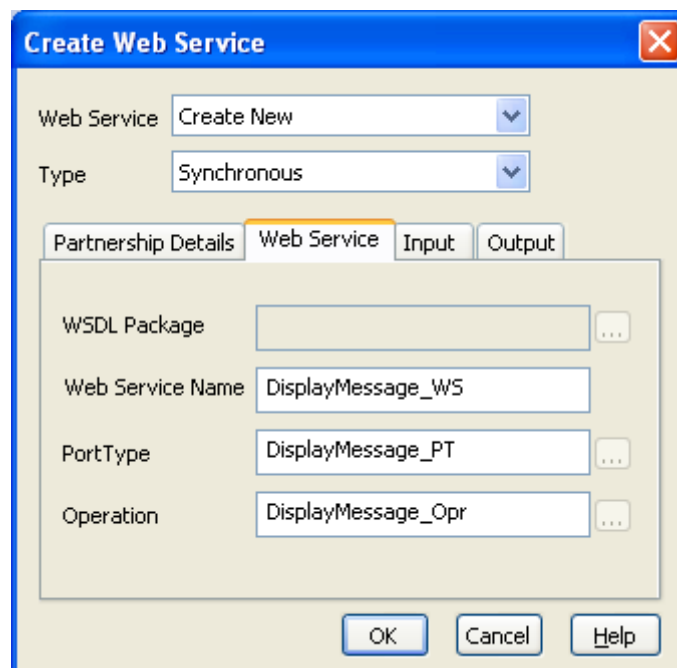 Create Web Service
Web Service Create New
Type Synchronous
Partnership Details Web Service Input Output
WSDL Package ...
Web Service Name DisplayMessage_WS
PortType DisplayMessage_PT ...
Operation DisplayMessage_Opr ...
OK Cancel Help